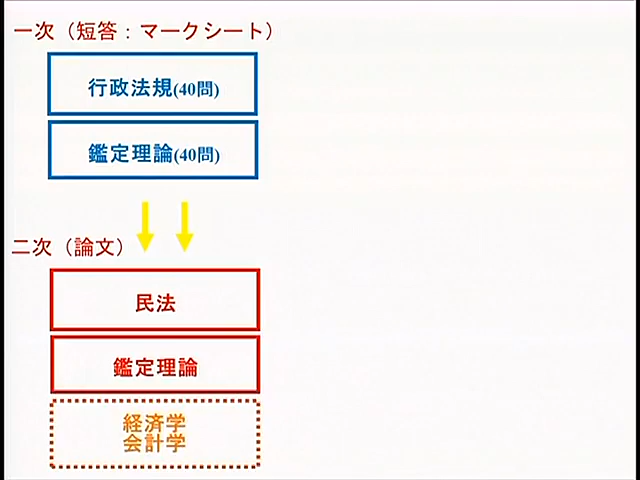 一次（短答：マークシート）
行政法規(40問)
鑑定理論(40問)
二次（論文）
民法
鑑定理論
経済学
会計学